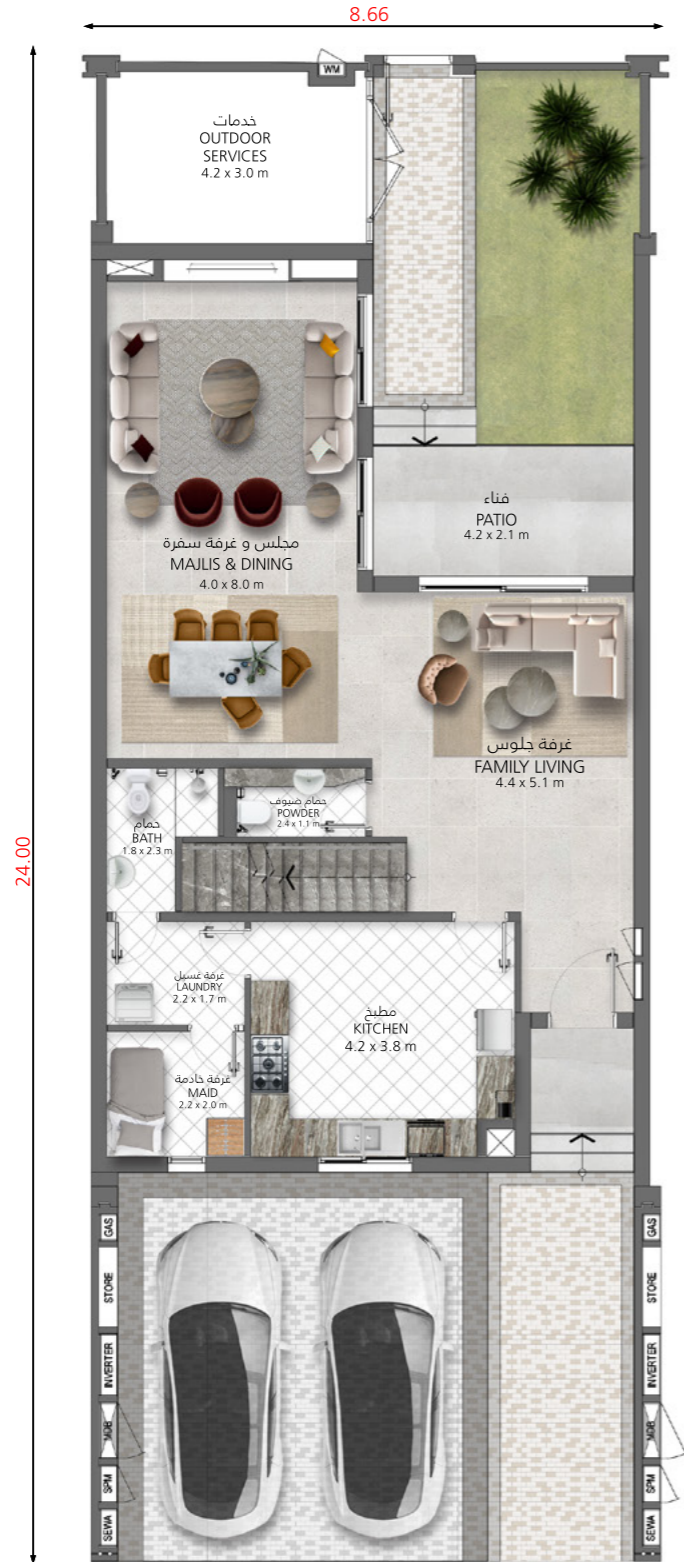 8.66
24.00
WM
خدمات
OUTDOOR
SERVICES
4.2 x 3.0 m
فناء
PATIO
4.2 x 2.1 m
مجلس و غرفة سفرة
MAJLIS & DINING
4.0 x 8.0 m
غرفة جلوس
FAMILY LIVING
4.4 x 5.1 m
حمام ضيوف
POWDER
2.4 x 1.1 m
حمام
BATH
1.8 x 2.3 m
غرفة غسيل
LAUNDRY
2.2 x 1.7 m
مطبخ
KITCHEN
4.2 x 3.8 m
غرفة خادمة
MAID
2.2 x 2.0 m
GAS
STORE
INVERTER
MDB
SPM
SEWA
GAS
STORE
INVERTER
MDB
SPM
SEWA